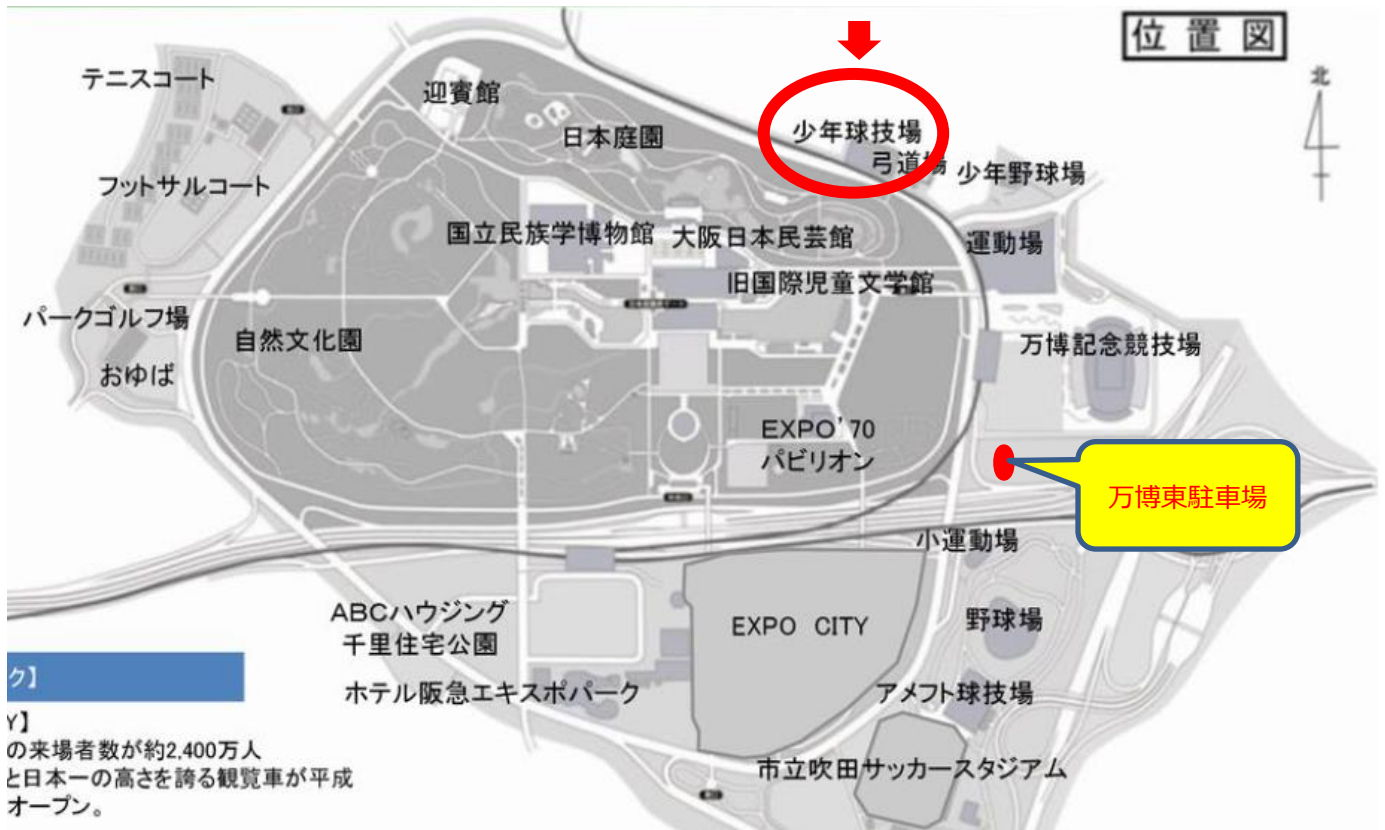 位置図
北
テニスコート
迎賓館
日本庭園
少年球技場
弓道場
少年野球場
フットサルコート
国立民族学博物館
大阪日本民芸館
運動場
旧国際児童文学館
パークゴルフ場
自然文化園
万博記念競技場
おゆば
EXPO'70
パビリオン
万博東駐車場
小運動場
ABCハウジング
千里住宅公園
EXPO CITY
野球場
ホテル阪急エキスポパーク
アメフト球技場
市立吹田サッカースタジアム
ク】
Y】
の来場者数が約2,400万人
と日本一の高さを誇る観覧車が平成
オープン。